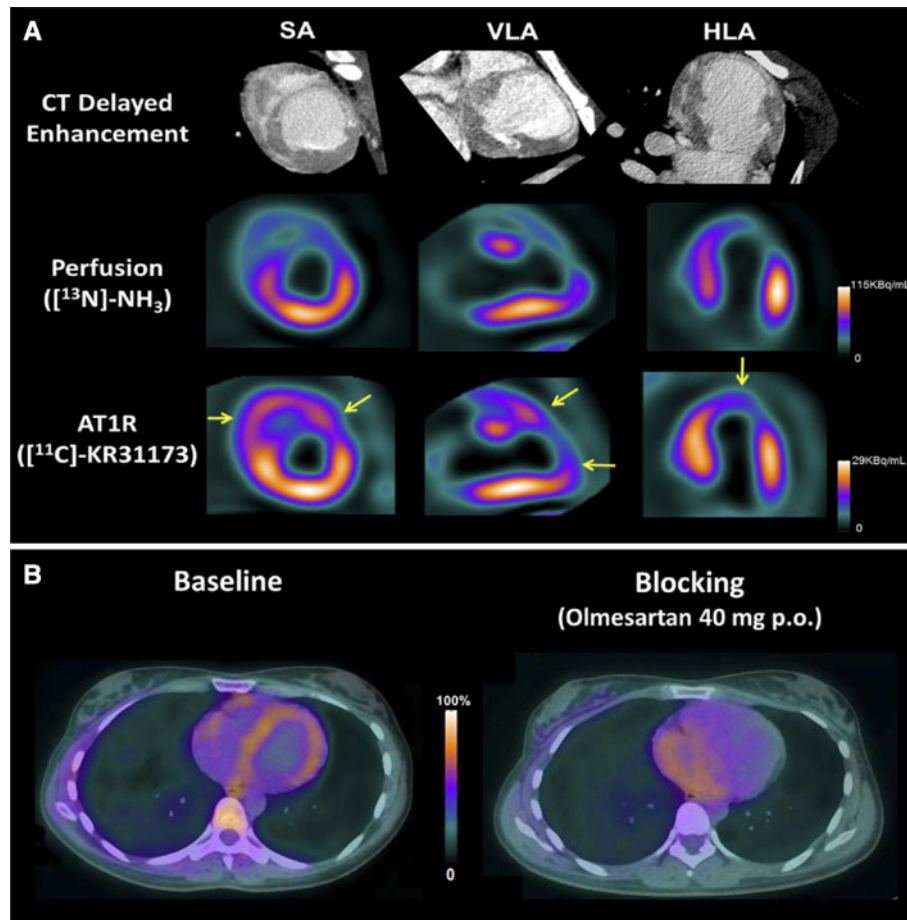 A
SA
VLA
HLA
CT Delayed
Enhancement
Perfusion
([¹³N]-NH₃)
115KBq/mL
0
AT1R
([¹¹C]-KR31173)
29KBq/mL
0
B
Baseline
Blocking
(Olmesartan 40 mg p.o.)
100%
0